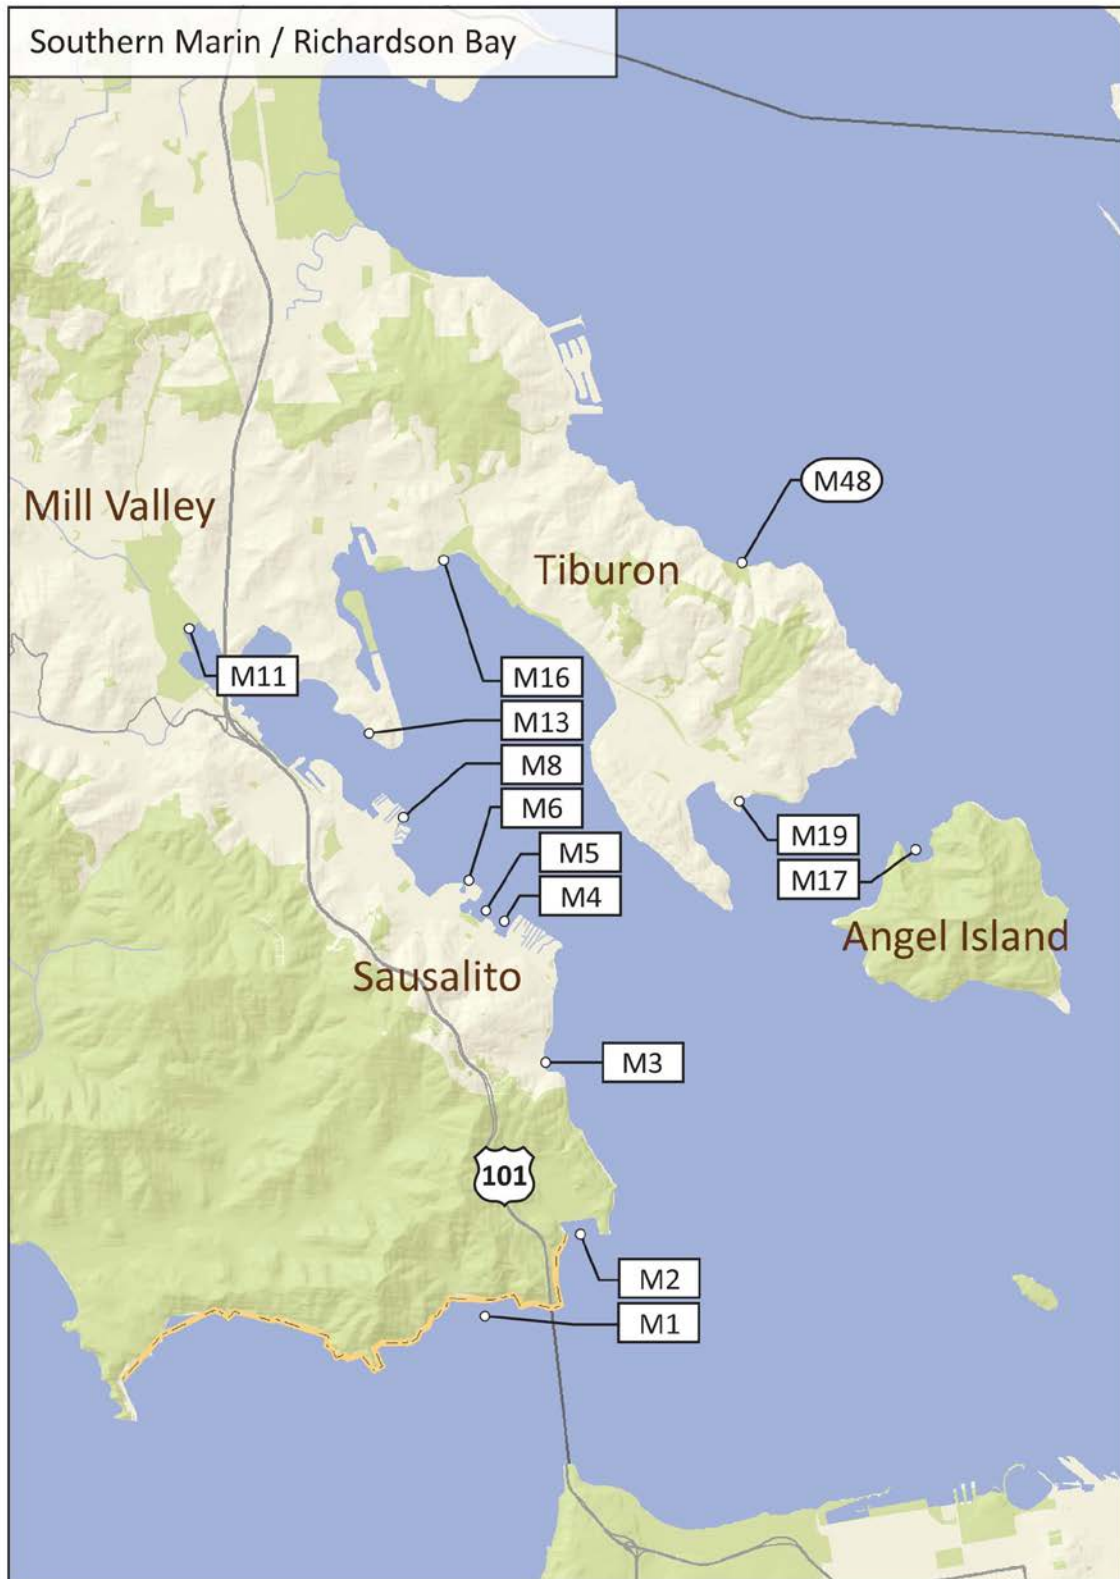 Southern Marin / Richardson Bay
M48
Mill Valley
Tiburon
M11
M16
M13
M8
M6
M19
M5
M17
M4
Angel Island
Sausalito
M3
101
M2
M1